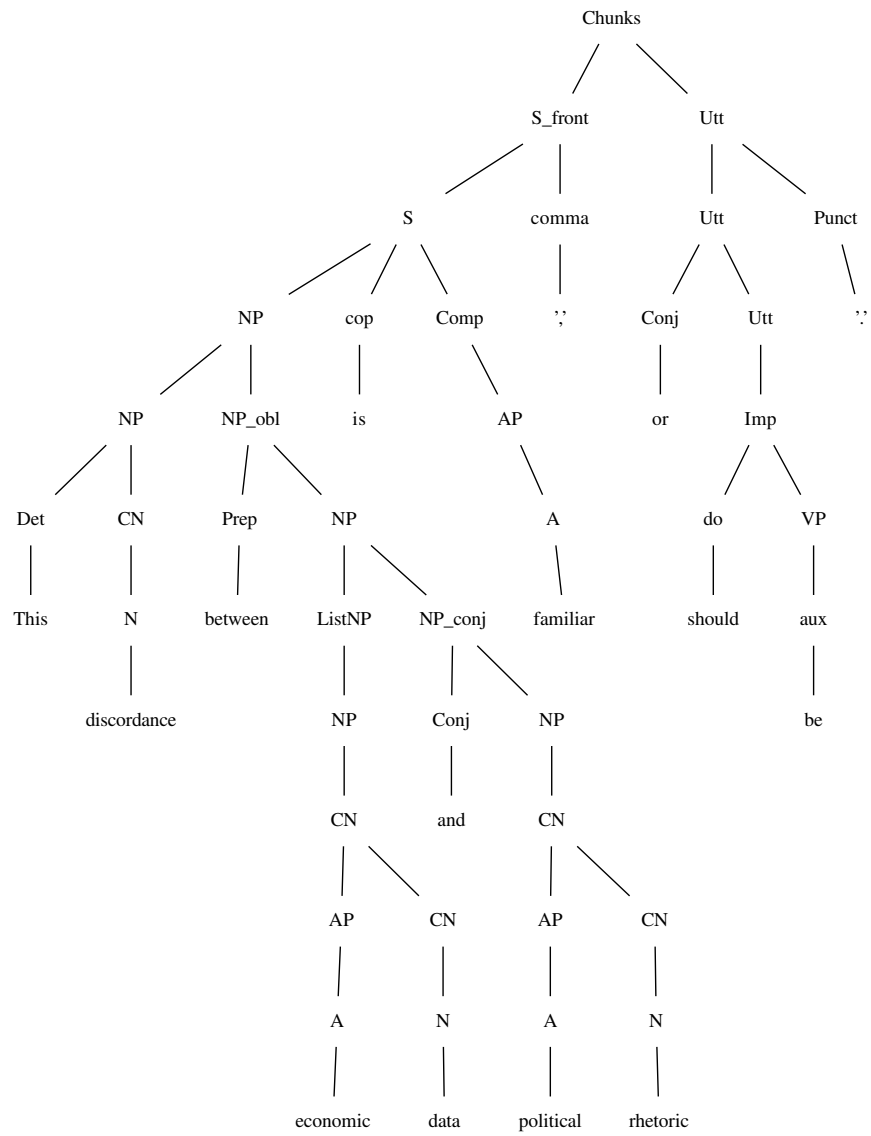 Chunks
S_front Utt
S comma Utt Punct
NP cop Comp ',' Conj Utt '.'
NP NP_obl is AP or Imp
Det CN Prep NP A do VP
This N between ListNP NP_conj familiar should aux
discordance NP Conj NP be
CN and CN
AP CN AP CN
A N A N
economic data political rhetoric